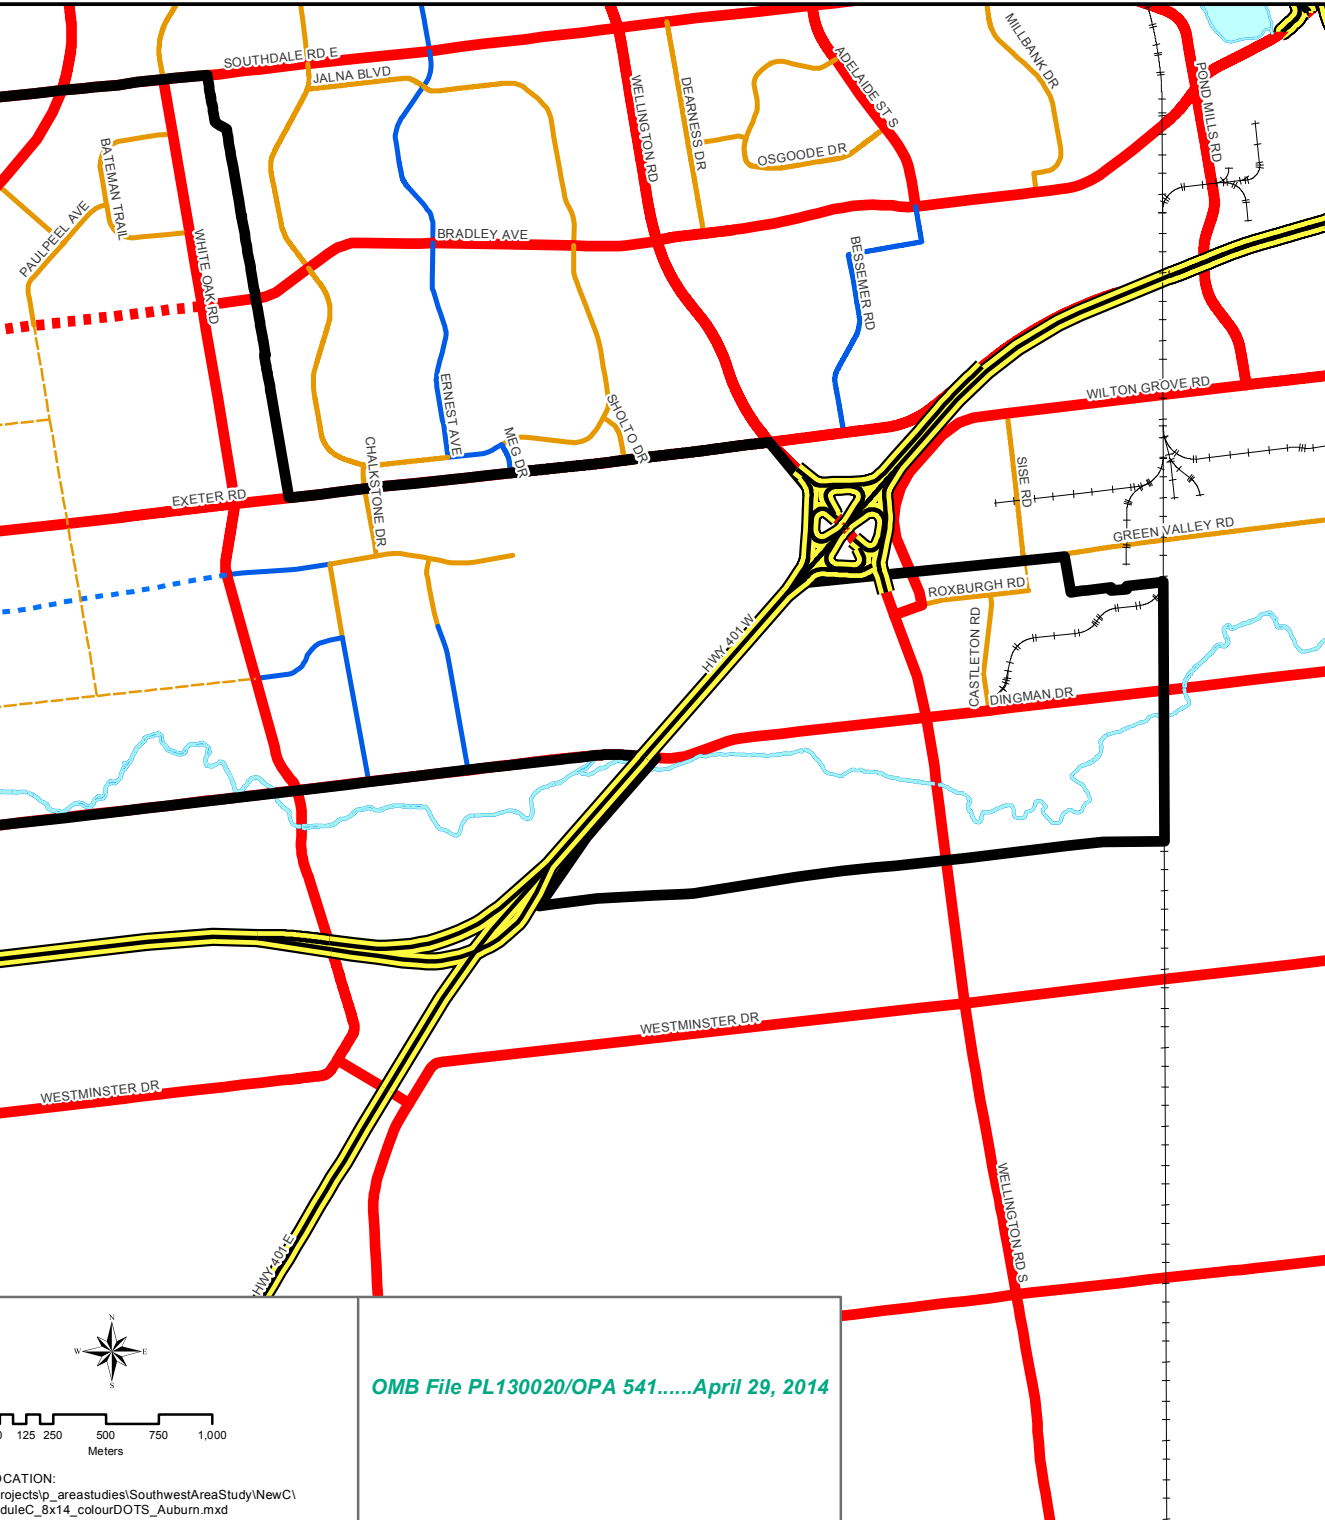 SOUTHDALE RD E
JALNA BLVD
WELLINGTON RD
DEARNESS DR
ADELAIDE ST S
MILLBANK DR
POND MILLS RD
OSGOODE DR
BATEMAN TRAIL
PAULPEEL AVE
WHITE OAK RD
BRADLEY AVE
BESSEMER RD
ERNEST AVE
SHOLTO DR
MEG DR
WILTON GROVE RD
CHALKSTONE DR
EXETER RD
SISE RD
GREEN VALLEY RD
ROXBURGH RD
CASTLETON RD
HWY 401 W
DINGMAN DR
WESTMINSTER DR
WESTMINSTER DR
WELLINGTON RD S
HWY 401 E
N
W E
S
0 125 250 500 750 1,000
Meters
OCATION:
rojects\p_areastudies\SouthwestAreaStudy\NewC\
duleC_8x14_colourDOTS_Auburn.mxd
OMB File PL130020/OPA 541......April 29, 2014